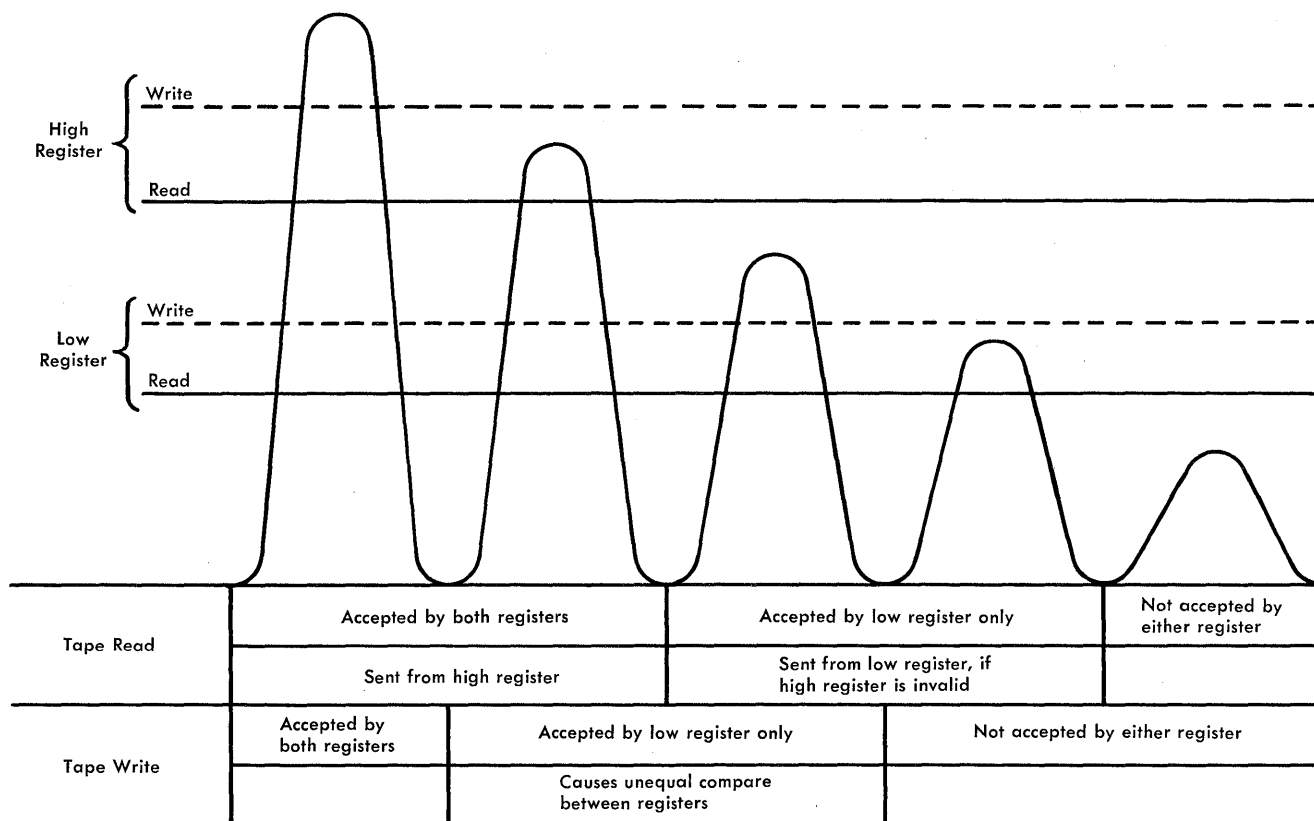 Write
High
Register
Read
Write
Low
Register
Read
Tape Read
Accepted by both registers
Accepted by low register only
Not accepted by
either register
Sent from high register
Sent from low register, if
high register is invalid
Tape Write
Accepted by
both registers
Accepted by low register only
Not accepted by either register
Causes unequal compare
between registers